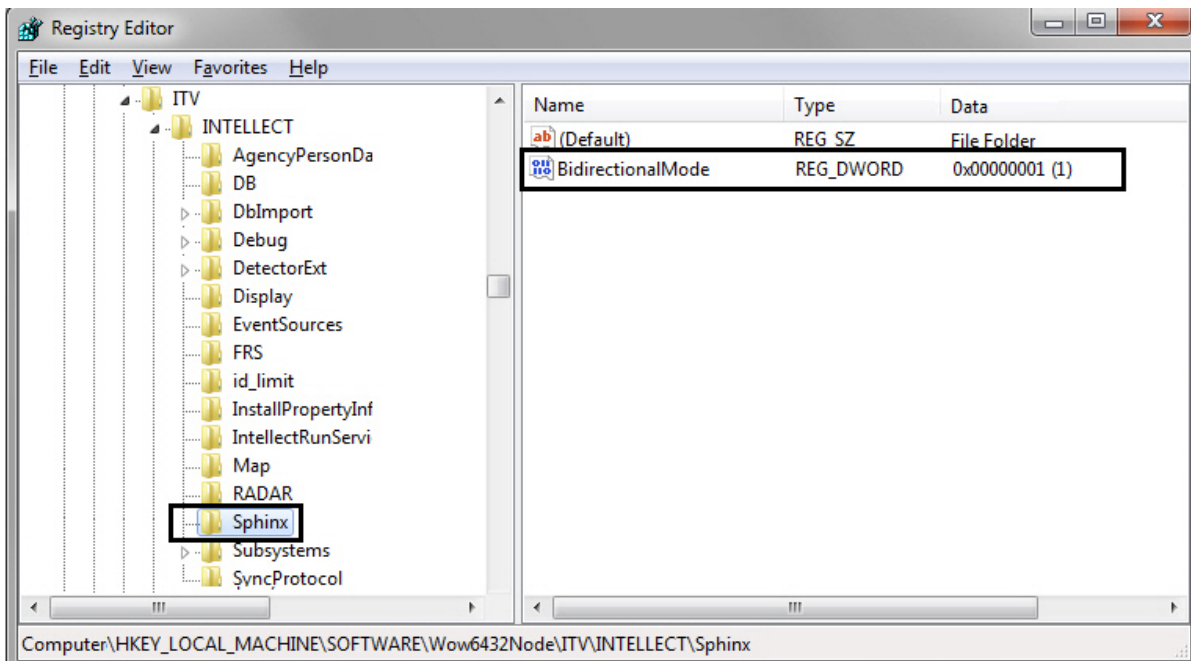 Registry Editor
File Edit View Favorites Help
ITV
INTELLECT
AgencyPersonDa
DB
DbImport
Debug
DetectorExt
Display
EventSources
FRS
id_limit
InstallPropertyInf
IntellectRunServi
Map
RADAR
Sphinx
Subsystems
SyncProtocol
Name Type Data
(Default) REG_SZ File Folder
BidirectionalMode REG_DWORD 0x00000001 (1)
Computer\HKEY_LOCAL_MACHINE\SOFTWARE\Wow6432Node\ITV\INTELLECT\Sphinx